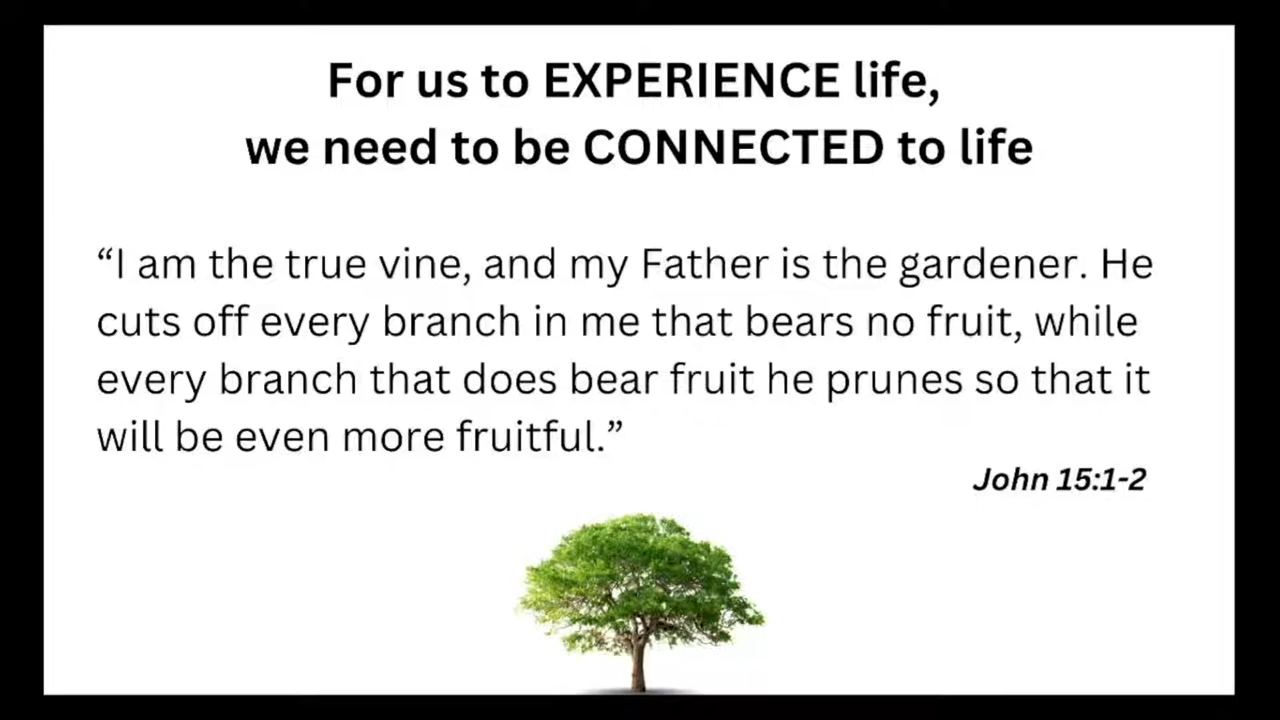 For us to EXPERIENCE life,
we need to be CONNECTED to life
“I am the true vine, and my Father is the gardener. He
cuts off every branch in me that bears no fruit, while
every branch that does bear fruit he prunes so that it
will be even more fruitful.”
John 15:1-2